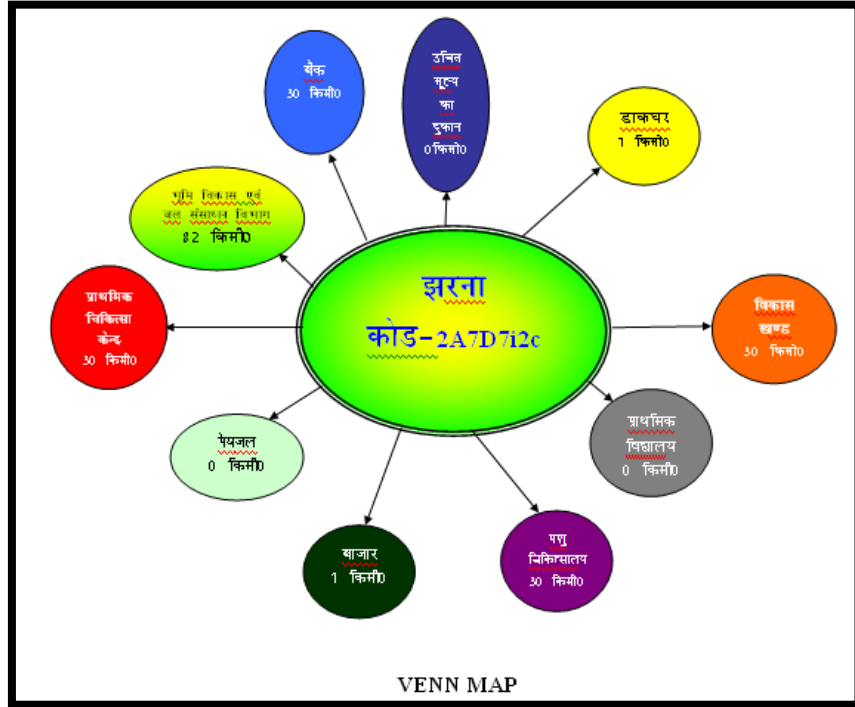 बैंक
30 किमी0
उचित
मूल्य
का
दुकान
0 किमी0
डाकघर
1 किमी0
भूमि विकास एवं
जल संसाधन विभाग
82 किमी0
झरना
कोड-2A7D7i2c
प्राथमिक
चिकित्सा
केन्द्र
30 किमी0
विकास
खण्ड
30 किमी0
पेयजल
0 किमी0
प्राथमिक
विद्यालय
0 किमी0
बाजार
1 किमी0
पशु
चिकित्सालय
30 किमी0
VENN MAP